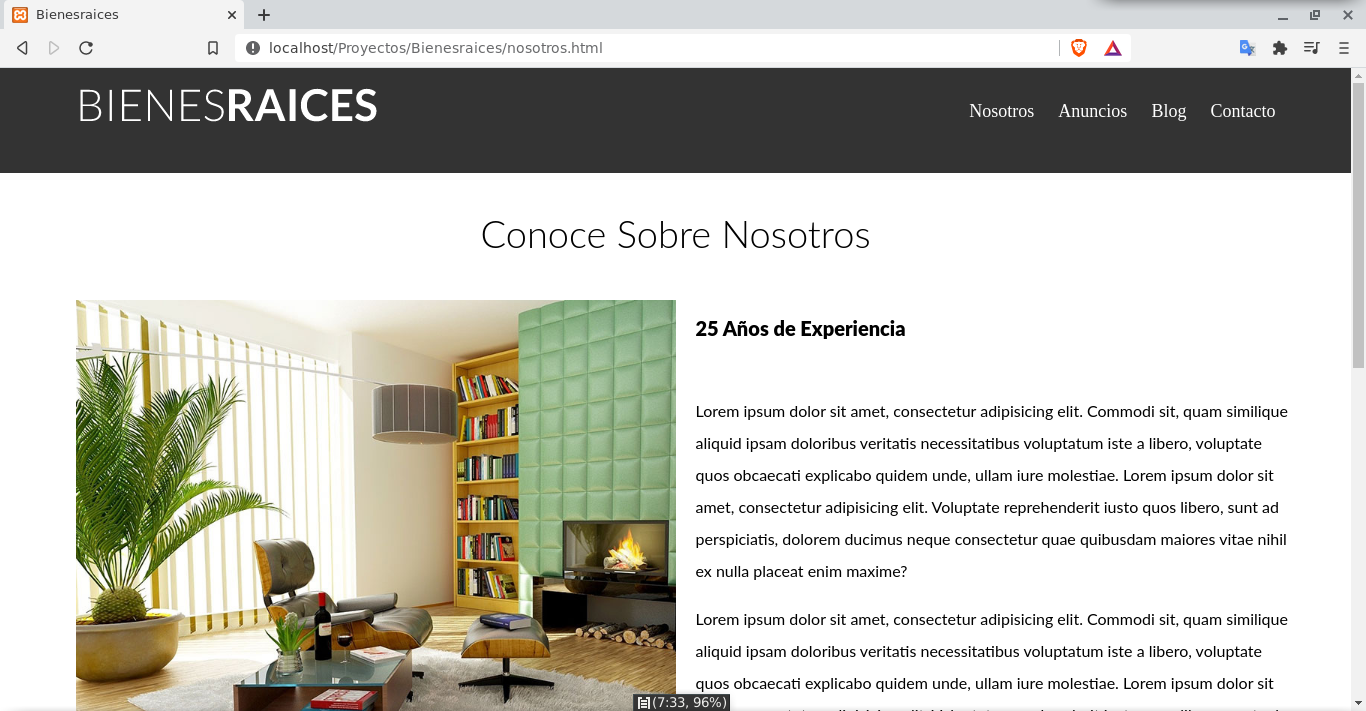 Bienesraices
localhost/Proyectos/Bienesraices/nosotros.html
BIENESRAICES
Nosotros Anuncios Blog Contacto
Conoce Sobre Nosotros
25 Años de Experiencia
Lorem ipsum dolor sit amet, consectetur adipisicing elit. Commodi sit, quam similique
aliquid ipsam doloribus veritatis necessitatibus voluptatum iste a libero, voluptate
quos obcaecati explicabo quidem unde, ullam iure molestiae. Lorem ipsum dolor sit
amet, consectetur adipisicing elit. Voluptate reprehenderit iusto quos libero, sunt ad
perspiciatis, dolorem ducimus neque consectetur quae quibusdam maiores vitae nihil
ex nulla placeat enim maxime?
Lorem ipsum dolor sit amet, consectetur adipisicing elit. Commodi sit, quam similique
aliquid ipsam doloribus veritatis necessitatibus voluptatum iste a libero, voluptate
quos obcaecati explicabo quidem unde, ullam iure molestiae. Lorem ipsum dolor sit
(7:33, 96%)